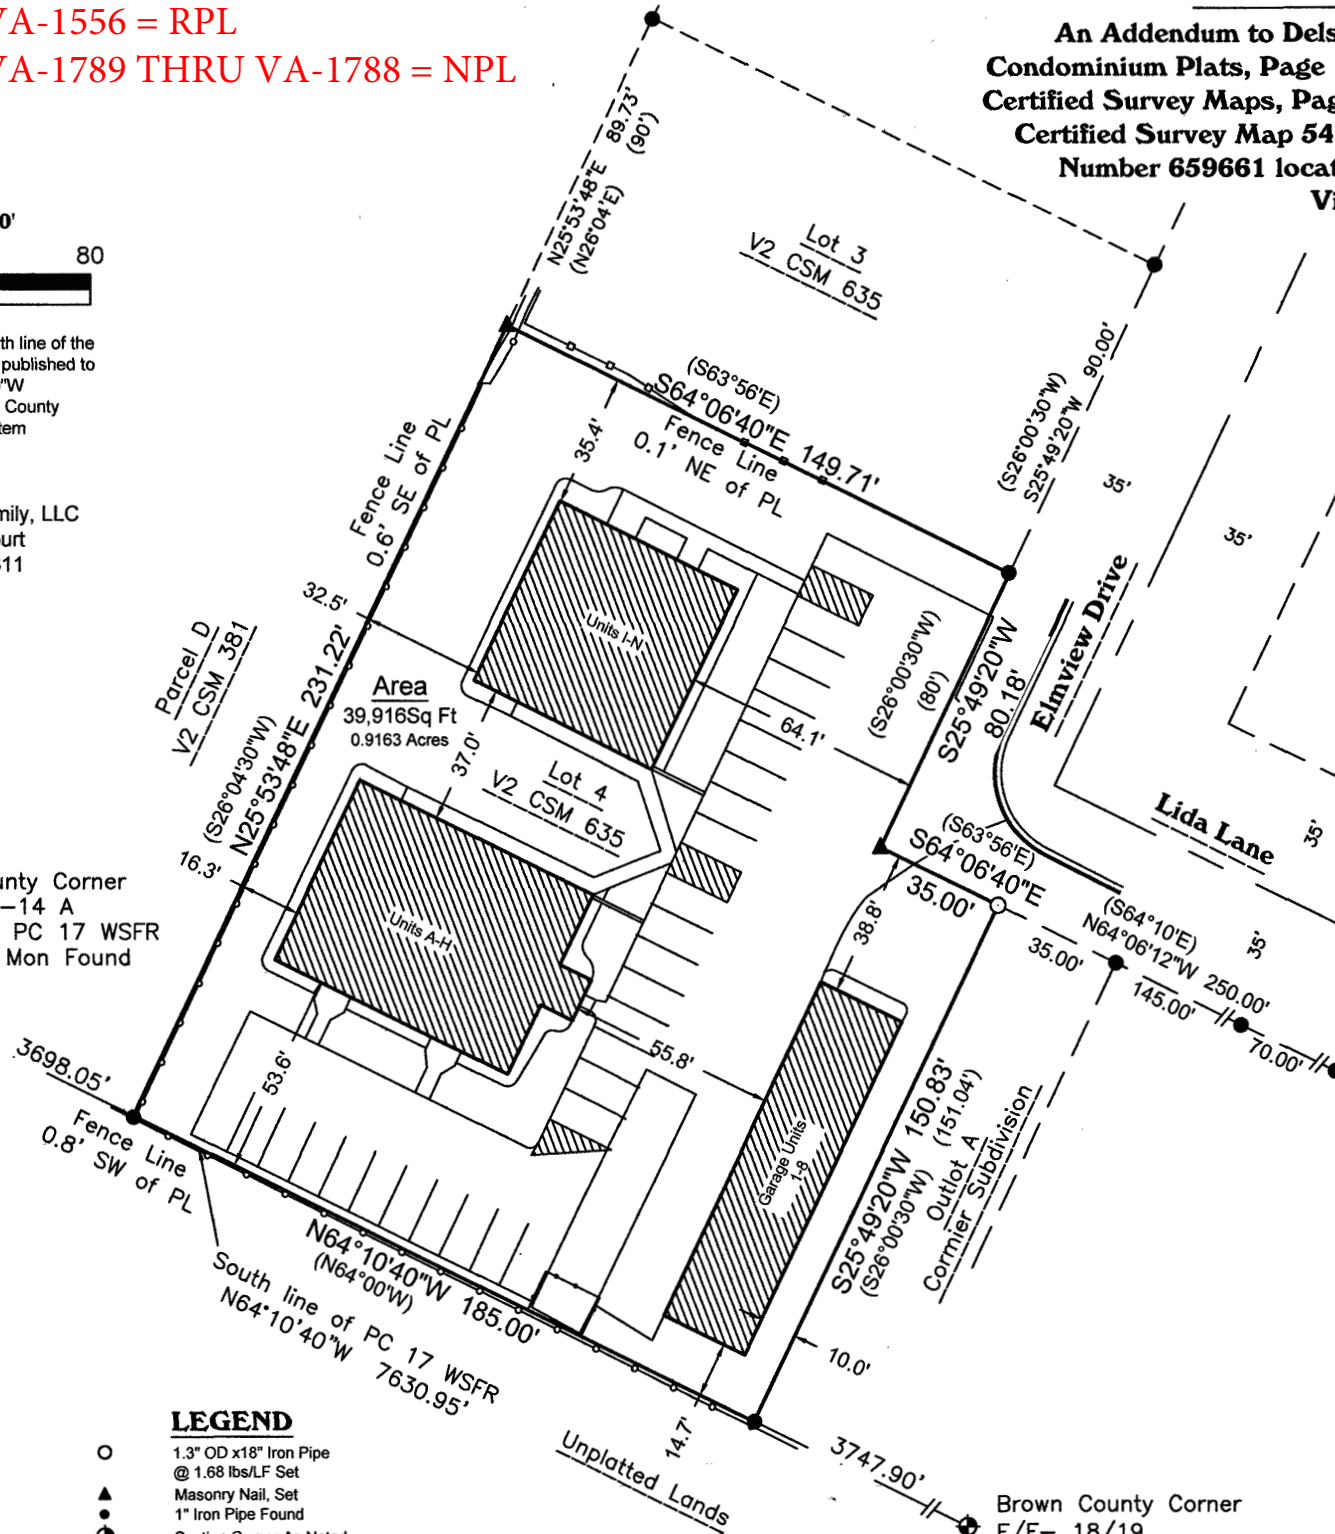 VA-1556 = RPL
VA-1789 THRU VA-1788 = NPL
An Addendum to Dels
Condominium Plats, Page
Certified Survey Maps, Pag
Certified Survey Map 54
Number 659661 locat
Vi
0'
80
th line of the
published to
"W
County
tem
mily, LLC
ourt
311
N25°53'48"E 89.73'
(N26°04'E) (90')
Lot 3
V2 CSM 635
(S63°56'E)
S64°06'40"E 149.71'
Fence Line
0.1' NE of PL
(S26°00'30"W)
S25°49'20"W 90.00'
35'
35'
35.4'
Fence Line
0.6' SE of PL
32.5'
Parcel D
V2 CSM 381
Units I-N
Area
39,916Sq Ft
0.9163 Acres
37.0'
Lot 4
V2 CSM 635
64.1'
(S26°00'30"W)
(80')
S25°49'20"W
80.18'
Elmview Drive
Lida Lane
35'
35'
(S26°04'30"W)
N25°53'48"E 231.22'
16.3'
(S63°56'E)
S64°06'40"E
35.00'
38.8'
35.00'
(S64°10'E)
N64°06'12"W 250.00'
145.00'
70.00'
unty Corner
-14 A
PC 17 WSFR
Mon Found
Units A-H
53.6'
55.8'
3698.05'
Fence Line
0.8' SW of PL
Garage Units
1-8
S25°49'20"W 150.83'
(S26°00'30"W) (151.04')
Outlot A
Cormier Subdivision
N64°10'40"W 185.00'
(N64°00'W)
South line of PC 17 WSFR
N64°10'40"W 7630.95'
10.0'
14.7'
Unplatted Lands
3747.90'
Brown County Corner
E/F- 18/19
LEGEND
1.3" OD x18" Iron Pipe
@ 1.68 lbs/LF Set
Masonry Nail, Set
1" Iron Pipe Found